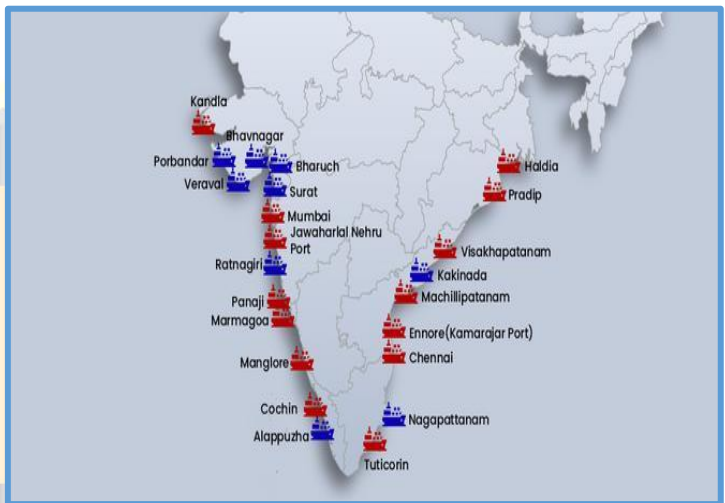 Kandla
Bhavnagar
Porbandar
Bharuch
Haldia
Veraval
Surat
Pradip
Mumbai
Jawaharlal Nehru
Port
Visakhapatanam
Ratnagiri
Kakinada
Panaji
Machillipatanam
Marmagoa
Ennore(Kamarajar Port)
Chennai
Manglore
Cochin
Nagapattanam
Alappuzha
Tuticorin